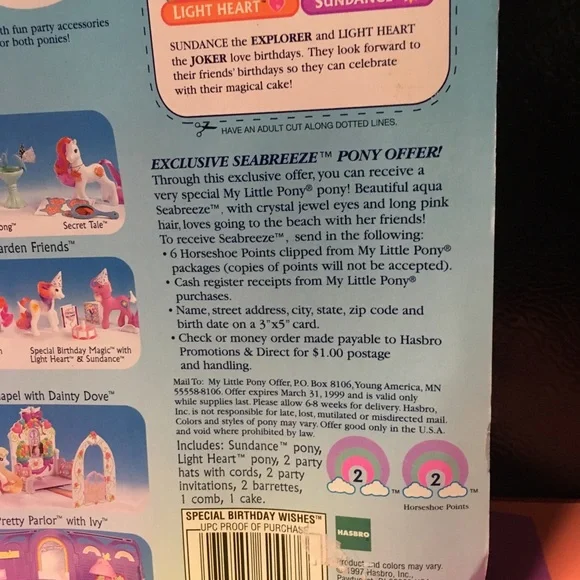 th fun party accessories
or both ponies!
LIGHT HEART™
SUNDANCE™
SUNDANCE the EXPLORER and LIGHT HEART
the JOKER love birthdays. They look forward to
their friends' birthdays so they can celebrate
with their magical cake!
HAVE AN ADULT CUT ALONG DOTTED LINES.
EXCLUSIVE SEABREEZE™ PONY OFFER!
Through this exclusive offer, you can receive a
very special My Little Pony® pony! Beautiful aqua
Seabreeze™, with crystal jewel eyes and long pink
hair, loves going to the beach with her friends!
To receive Seabreeze™, send in the following:
• 6 Horseshoe Points clipped from My Little Pony®
packages (copies of points will not be accepted).
• Cash register receipts from My Little Pony®
purchases.
• Name, street address, city, state, zip code and
birth date on a 3"x5" card.
• Check or money order made payable to Hasbro
Promotions & Direct for $1.00 postage
and handling.
Mail To: My Little Pony Offer, P.O. Box 8106, Young America, MN
55558-8106. Offer expires March 31, 1999 and is valid only
while supplies last. Please allow 6-8 weeks for delivery. Hasbro,
Inc. is not responsible for late, lost, mutilated or misdirected mail.
Colors and styles of pony may vary. Offer good only in the U.S.A.
and void where prohibited by law.
Includes: Sundance™ pony,
Light Heart™ pony, 2 party
hats with cords, 2 party
invitations, 2 barrettes,
1 comb, 1 cake.
2 ™
2 ™
Horseshoe Points
SPECIAL BIRTHDAY WISHES™
UPC PROOF OF PURCHAS
HASBRO
Product and colors may vary.
© 1997 Hasbro, Inc.,
ong™
Secret Tale™
arden Friends™
Special Birthday Magic™ with
Light Heart™ & Sundance™
apel with Dainty Dove™
Pretty Parlor™ with Ivy™